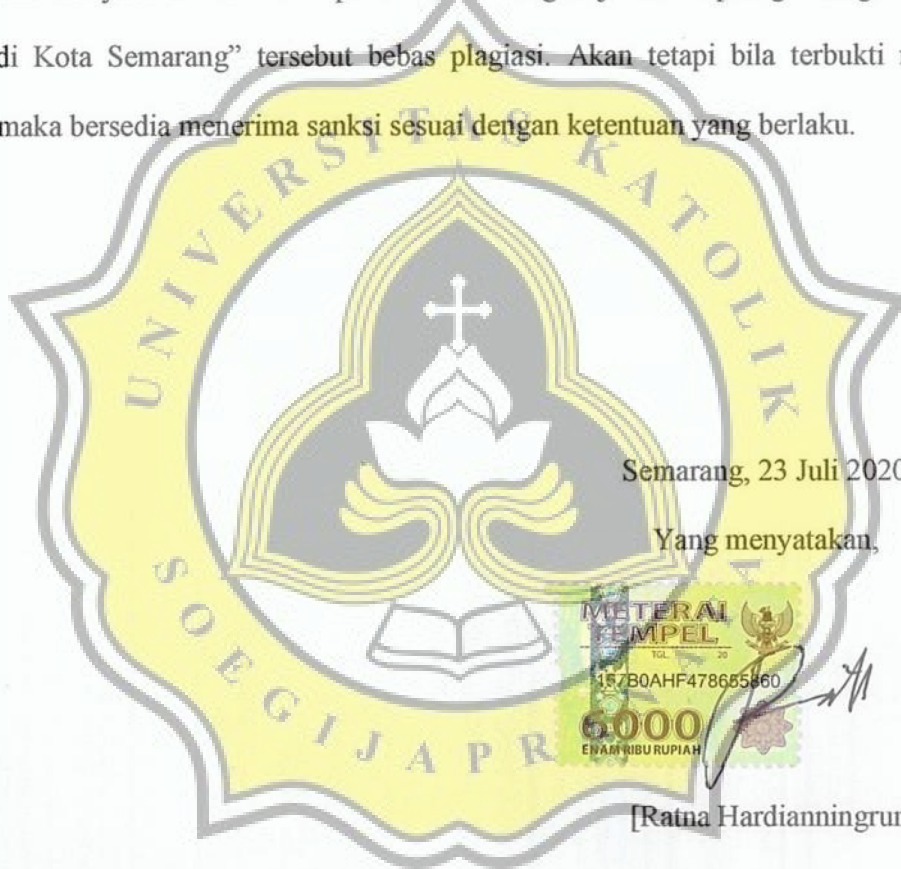 di Kota Semarang” tersebut bebas plagiasi. Akan tetapi bila terbukti
maka bersedia menerima sanksi sesuai dengan ketentuan yang berlaku.
UNIVERSITAS KATOLIK
SOEGIJAPR
Semarang, 23 Juli 2020
Yang menyatakan,
METERAI
TEMPEL
TGL. 20
157B0AHF478655860
6000
ENAM RIBU RUPIAH
[Ratna Hardianningrum